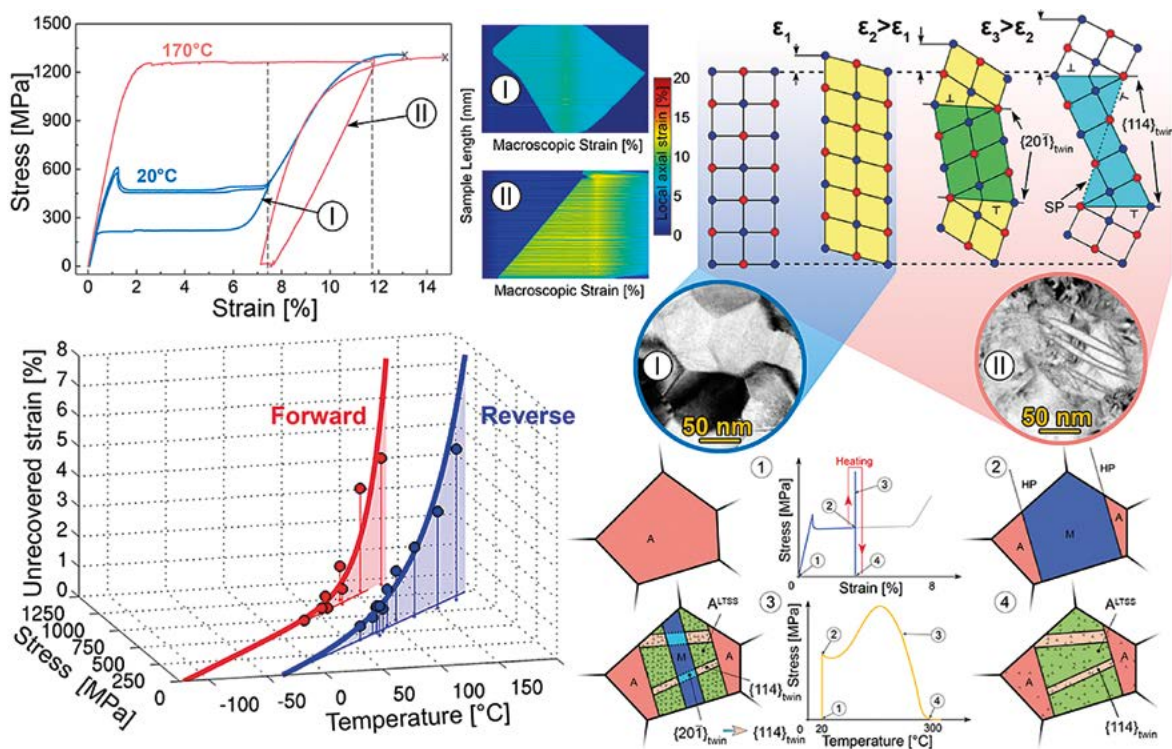 1500
1200
900
600
300
0
Stress [MPa]
170°C
20°C
I
II
0
2
4
6
8
10
12
14
Strain [%]
I
Macroscopic Strain [%]
II
Macroscopic Strain [%]
Sample Length [mm]
20
15
10
5
0
Local axial strain [%]
ε1
ε2>ε1
ε3>ε2
{201̄}twin
{114}twin
SP
I
50 nm
II
50 nm
8
7
6
5
4
3
2
1
0
Unrecovered strain [%]
Forward
Reverse
1250
1000
750
500
250
Stress [MPa]
-100
-50
0
50
100
150
Temperature [°C]
1
A
Heating
Stress [MPa]
1
2
3
4
Strain [%]
8
2
HP
HP
A
M
A
3
A^LTSS
A
M
A
{114}twin
{201̄}twin
{114}twin
Stress [MPa]
2
3
1
4
20
300
Temperature [°C]
4
A^LTSS
A
A
{114}twin